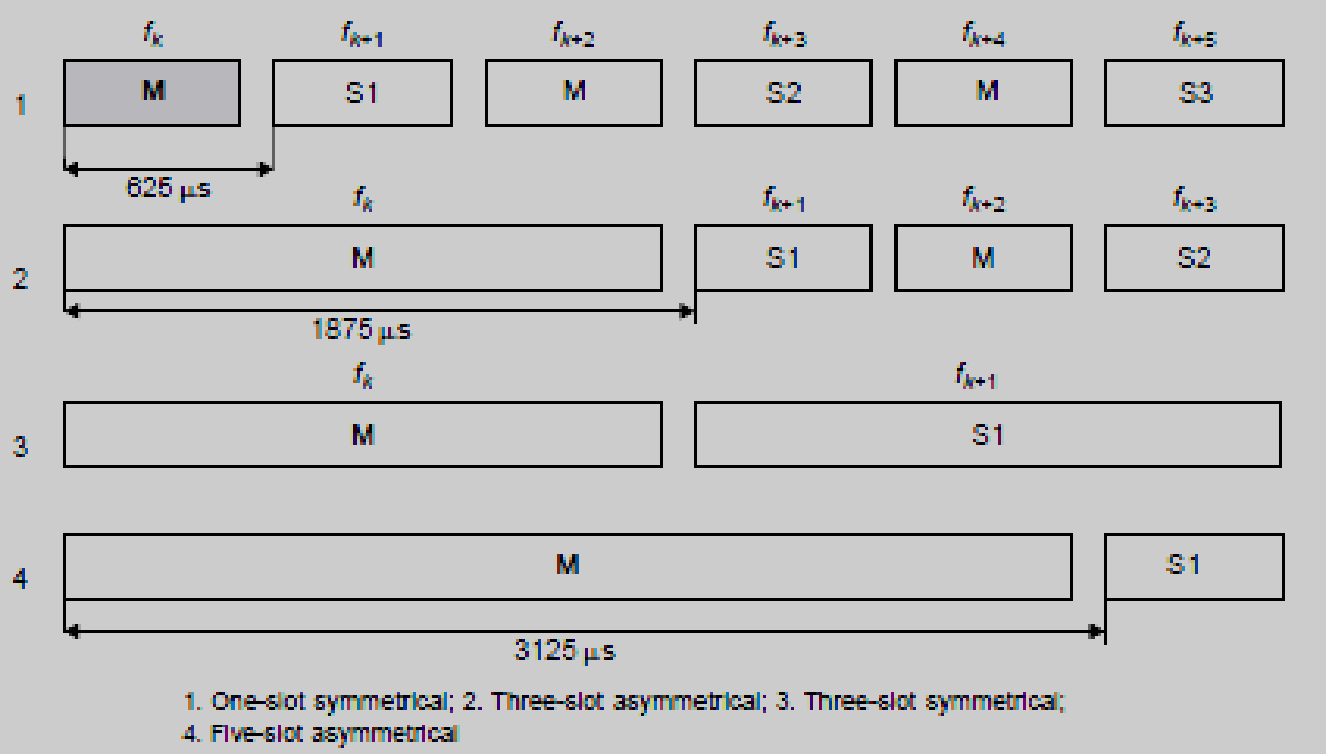 fk fk+1 fk+2 fk+3 fk+4 fk+5
1 M S1 M S2 M S3
625 μs
fk fk+1 fk+2 fk+3
2 M S1 M S2
1875 μs
fk fk+1
3 M S1
4 M S1
3125 μs
1. One-slot symmetrical; 2. Three-slot asymmetrical; 3. Three-slot symmetrical;
4. Five-slot asymmetrical